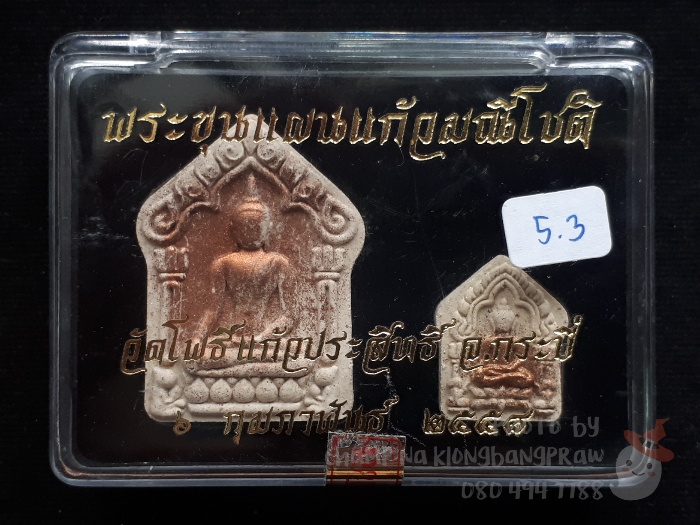 พระขุนแผนแก้วมณีโชติ
5.3
วัดโพธิ์แก้วประสิทธิ์ จ.กระบี่
๖ กุมภาพันธ์ ๒๕๕๘
by
KLONGBANGPRAW
080 494 7788